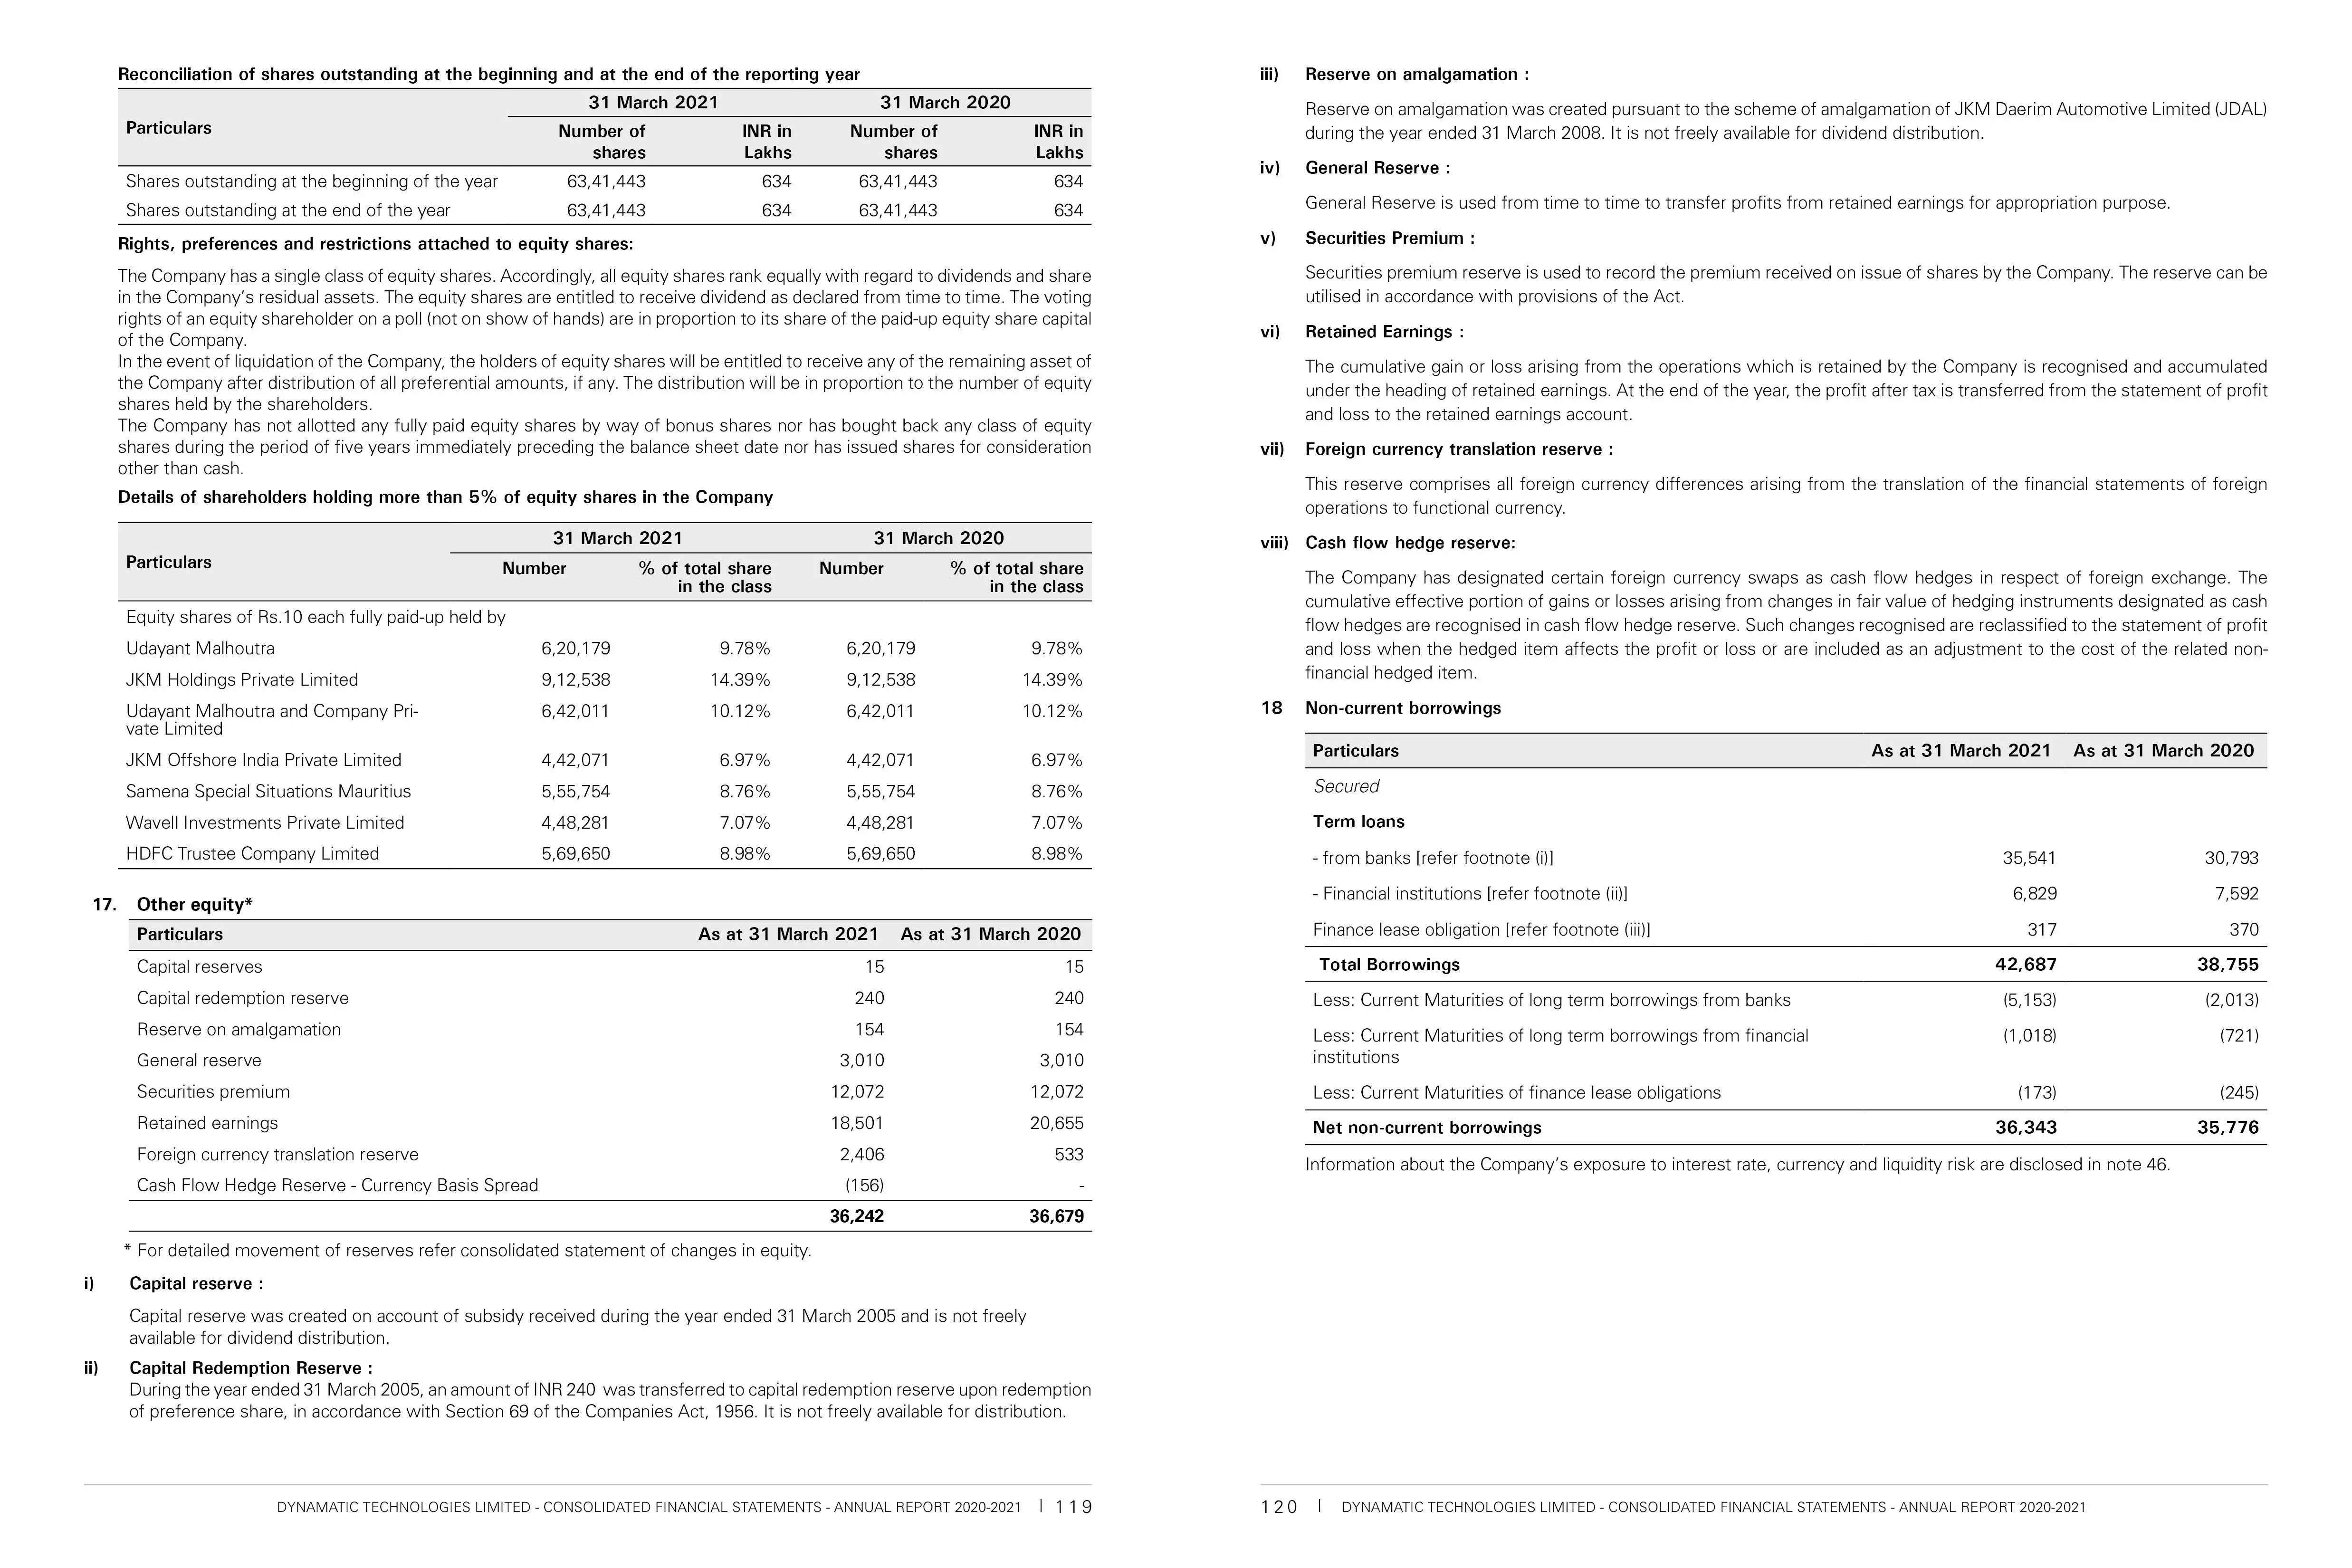 Reconciliation of shares outstanding at the beginning and at the end of the reporting year
Particulars 31 March 2021 31 March 2020
Number of shares INR in Lakhs Number of shares INR in Lakhs
Shares outstanding at the beginning of the year 63,41,443 634 63,41,443 634
Shares outstanding at the end of the year 63,41,443 634 63,41,443 634
Rights, preferences and restrictions attached to equity shares:
The Company has a single class of equity shares. Accordingly, all equity shares rank equally with regard to dividends and share
in the Company's residual assets. The equity shares are entitled to receive dividend as declared from time to time. The voting
rights of an equity shareholder on a poll (not on show of hands) are in proportion to its share of the paid-up equity share capital
of the Company.
In the event of liquidation of the Company, the holders of equity shares will be entitled to receive any of the remaining asset of
the Company after distribution of all preferential amounts, if any. The distribution will be in proportion to the number of equity
shares held by the shareholders.
The Company has not allotted any fully paid equity shares by way of bonus shares nor has bought back any class of equity
shares during the period of five years immediately preceding the balance sheet date nor has issued shares for consideration
other than cash.
Details of shareholders holding more than 5% of equity shares in the Company
Particulars 31 March 2021 31 March 2020
Number % of total share in the class Number % of total share in the class
Equity shares of Rs.10 each fully paid-up held by
Udayant Malhoutra 6,20,179 9.78% 6,20,179 9.78%
JKM Holdings Private Limited 9,12,538 14.39% 9,12,538 14.39%
Udayant Malhoutra and Company Pri- 6,42,011 10.12% 6,42,011 10.12%
vate Limited
JKM Offshore India Private Limited 4,42,071 6.97% 4,42,071 6.97%
Samena Special Situations Mauritius 5,55,754 8.76% 5,55,754 8.76%
Wavell Investments Private Limited 4,48,281 7.07% 4,48,281 7.07%
HDFC Trustee Company Limited 5,69,650 8.98% 5,69,650 8.98%
17. Other equity*
Particulars As at 31 March 2021 As at 31 March 2020
Capital reserves 15 15
Capital redemption reserve 240 240
Reserve on amalgamation 154 154
General reserve 3,010 3,010
Securities premium 12,072 12,072
Retained earnings 18,501 20,655
Foreign currency translation reserve 2,406 533
Cash Flow Hedge Reserve - Currency Basis Spread (156) -
36,242 36,679
* For detailed movement of reserves refer consolidated statement of changes in equity.
i) Capital reserve :
Capital reserve was created on account of subsidy received during the year ended 31 March 2005 and is not freely
available for dividend distribution.
ii) Capital Redemption Reserve :
During the year ended 31 March 2005, an amount of INR 240 was transferred to capital redemption reserve upon redemption
of preference share, in accordance with Section 69 of the Companies Act, 1956. It is not freely available for distribution.
DYNAMATIC TECHNOLOGIES LIMITED - CONSOLIDATED FINANCIAL STATEMENTS - ANNUAL REPORT 2020-2021 | 119
iii) Reserve on amalgamation :
Reserve on amalgamation was created pursuant to the scheme of amalgamation of JKM Daerim Automotive Limited (JDAL)
during the year ended 31 March 2008. It is not freely available for dividend distribution.
iv) General Reserve :
General Reserve is used from time to time to transfer profits from retained earnings for appropriation purpose.
v) Securities Premium :
Securities premium reserve is used to record the premium received on issue of shares by the Company. The reserve can be
utilised in accordance with provisions of the Act.
vi) Retained Earnings :
The cumulative gain or loss arising from the operations which is retained by the Company is recognised and accumulated
under the heading of retained earnings. At the end of the year, the profit after tax is transferred from the statement of profit
and loss to the retained earnings account.
vii) Foreign currency translation reserve :
This reserve comprises all foreign currency differences arising from the translation of the financial statements of foreign
operations to functional currency.
viii) Cash flow hedge reserve:
The Company has designated certain foreign currency swaps as cash flow hedges in respect of foreign exchange. The
cumulative effective portion of gains or losses arising from changes in fair value of hedging instruments designated as cash
flow hedges are recognised in cash flow hedge reserve. Such changes recognised are reclassified to the statement of profit
and loss when the hedged item affects the profit or loss or are included as an adjustment to the cost of the related non-
financial hedged item.
18 Non-current borrowings
Particulars As at 31 March 2021 As at 31 March 2020
Secured
Term loans
- from banks [refer footnote (i)] 35,541 30,793
- Financial institutions [refer footnote (ii)] 6,829 7,592
Finance lease obligation [refer footnote (iii)] 317 370
Total Borrowings 42,687 38,755
Less: Current Maturities of long term borrowings from banks (5,153) (2,013)
Less: Current Maturities of long term borrowings from financial (1,018) (721)
institutions
Less: Current Maturities of finance lease obligations (173) (245)
Net non-current borrowings 36,343 35,776
Information about the Company's exposure to interest rate, currency and liquidity risk are disclosed in note 46.
120 | DYNAMATIC TECHNOLOGIES LIMITED - CONSOLIDATED FINANCIAL STATEMENTS - ANNUAL REPORT 2020-2021